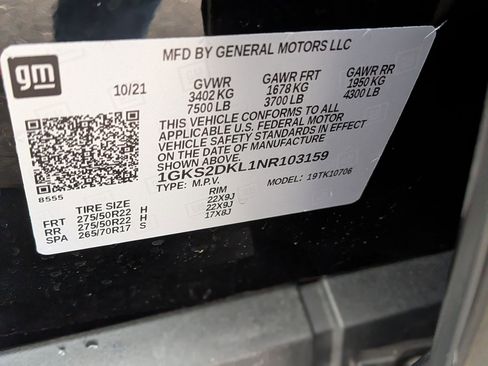 gm
MFD BY GENERAL MOTORS LLC
10/21 GVWR GAWR FRT GAWR RR
3402 KG 1678 KG 1950 KG
7500 LB 3700 LB 4300 LB
THIS VEHICLE CONFORMS TO ALL
APPLICABLE U.S. FEDERAL MOTOR
VEHICLE SAFETY STANDARDS IN EFFECT
ON THE DATE OF MANUFACTURE
SHOWN ABOVE.
1GKS2DKL1NR103159
TYPE: M.P.V. MODEL: 19TK10706
8555
TIRE SIZE RIM
FRT 275/50R22 H 22X9J
RR 275/50R22 H 22X9J
SPA 265/70R17 S 17X8J